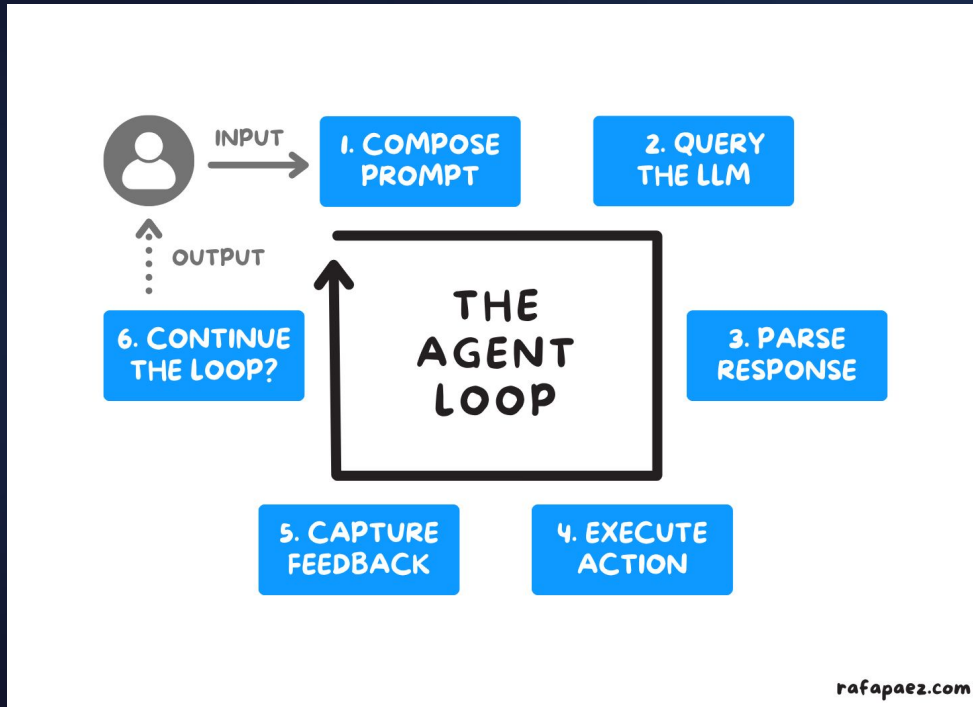 INPUT
1. COMPOSE
PROMPT
2. QUERY
THE LLM
OUTPUT
THE
AGENT
LOOP
6. CONTINUE
THE LOOP?
3. PARSE
RESPONSE
5. CAPTURE
FEEDBACK
4. EXECUTE
ACTION
rafapaez.com